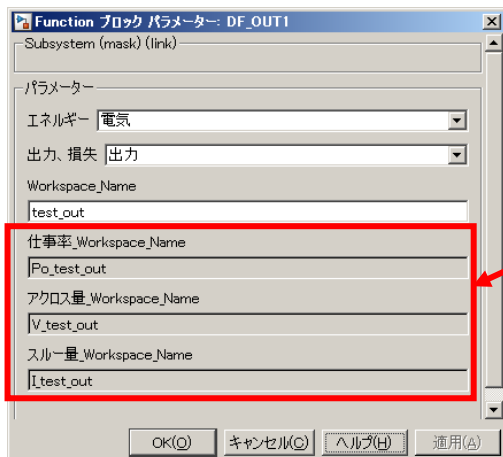 Function ブロック パラメーター: DF_OUT1
Subsystem (mask) (link)
パラメーター
エネルギー 電気
出力、損失 出力
Workspace_Name
test_out
仕事率_Workspace_Name
Po_test_out
アクロス量_Workspace_Name
V_test_out
スルー量_Workspace_Name
I_test_out
OK(O) キャンセル(C) ヘルプ(H) 適用(A)